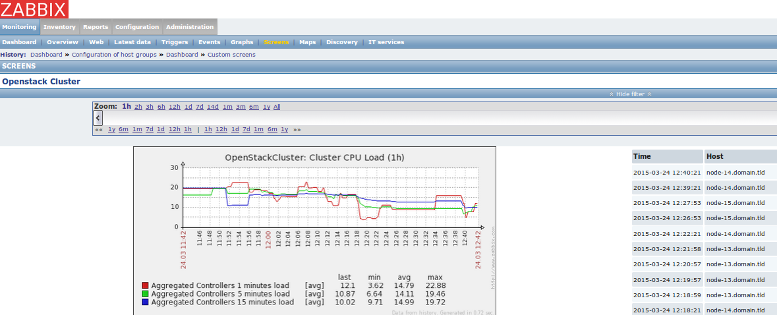 ZABBIX
Monitoring Inventory Reports Configuration Administration
Dashboard | Overview | Web | Latest data | Triggers | Events | Graphs | Screens | Maps | Discovery | IT services
History: Dashboard » Configuration of host groups » Dashboard » Custom screens
SCREENS
Openstack Cluster
Hide filter
Zoom: 1h 2h 3h 6h 12h 1d 7d 14d 1m 3m 6m 1y All
«« 1y 6m 1m 7d 1d 12h 1h | 1h 12h 1d 7d 1m 6m 1y »»
OpenStackCluster: Cluster CPU Load (1h)
30
20
10
0
24.03 11:42 11:46 11:48 11:50 11:52 11:54 11:56 11:58 12:00 12:02 12:04 12:06 12:08 12:10 12:12 12:14 12:16 12:18 12:20 12:22 12:24 12:26 12:28 12:30 12:32 12:34 12:36 12:38 12:40 24.03 12:42
last min avg max
Aggregated Controllers 1 minutes load [avg] 12.1 3.62 14.79 22.88
Aggregated Controllers 5 minutes load [avg] 10.87 6.64 14.11 19.46
Aggregated Controllers 15 minutes load [avg] 10.02 9.71 14.99 19.72
Time Host
2015-03-24 12:40:21 node-14.domain.tld
2015-03-24 12:39:21 node-14.domain.tld
2015-03-24 12:27:53 node-15.domain.tld
2015-03-24 12:26:53 node-15.domain.tld
2015-03-24 12:22:21 node-14.domain.tld
2015-03-24 12:21:58 node-13.domain.tld
2015-03-24 12:20:57 node-13.domain.tld
2015-03-24 12:19:57 node-13.domain.tld
2015-03-24 12:18:59 node-13.domain.tld
2015-03-24 12:18:21 node-14.domain.tld